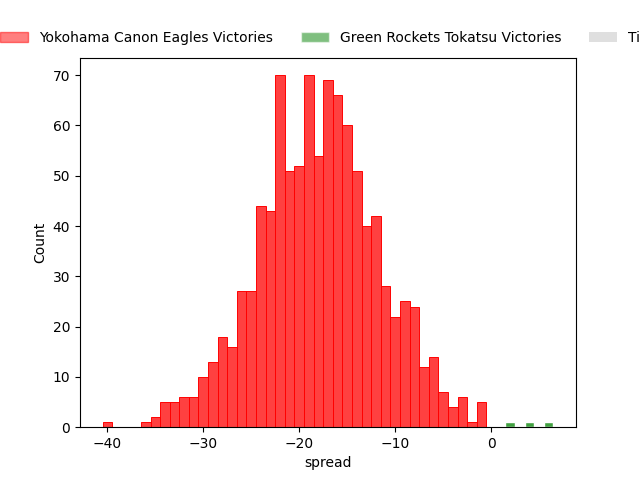 Yokohama Canon Eagles Victories Green Rockets Tokatsu Victories Ti
70
60
50
40
30
20
10
0
Count
−40 −30 −20 −10 0
spread